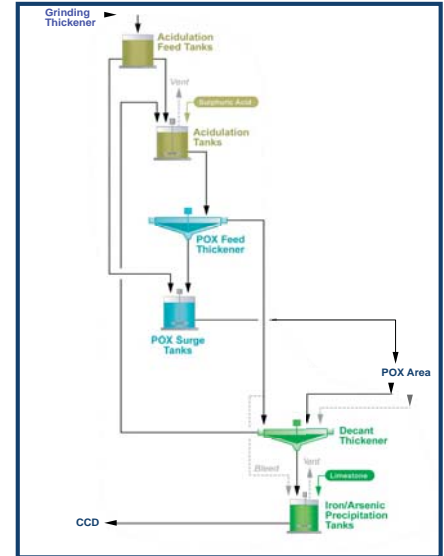 Grinding
Thickener
Acidulation
Feed Tanks
Vent
Sulphuric Acid
Acidulation
Tanks
POX Feed
Thickener
POX Surge
Tanks
POX Area
Decant
Thickener
Bleed
Vent
Limestone
Iron/Arsenic
Precipitation
Tanks
CCD